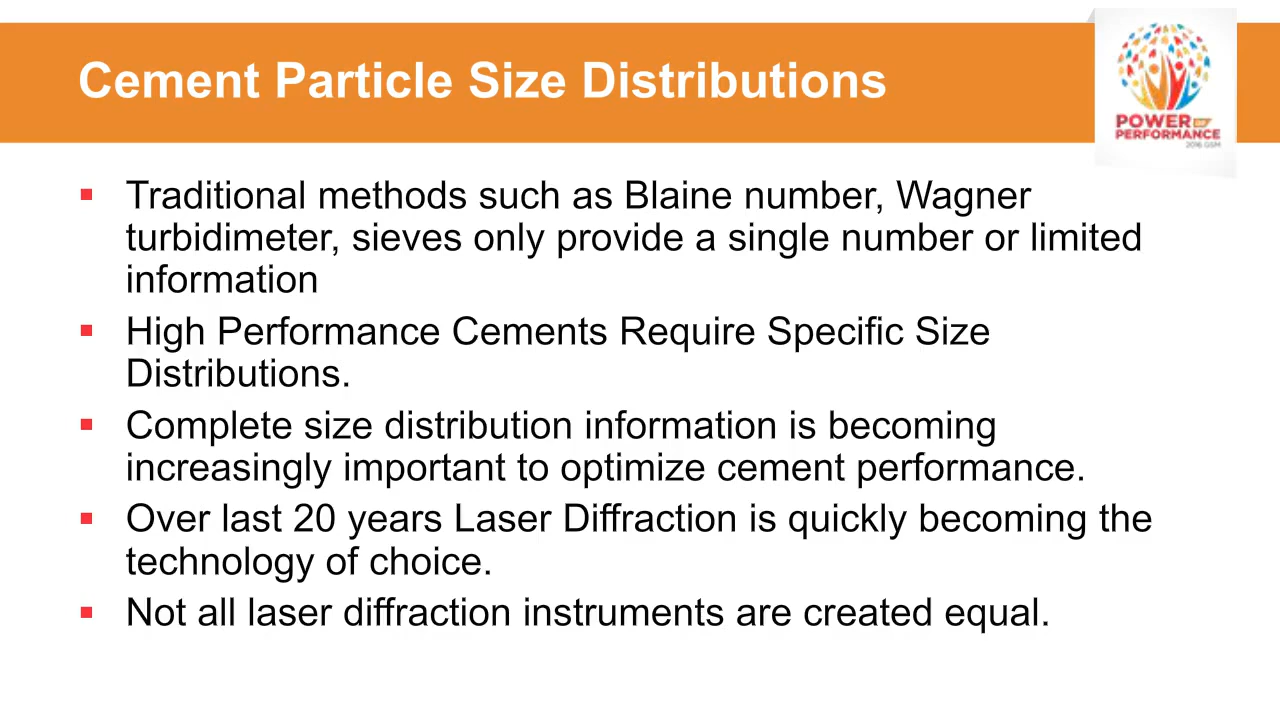 Cement Particle Size Distributions
POWER OF
PERFORMANCE
2016 GSM
▪ Traditional methods such as Blaine number, Wagner
turbidimeter, sieves only provide a single number or limited
information
▪ High Performance Cements Require Specific Size
Distributions.
▪ Complete size distribution information is becoming
increasingly important to optimize cement performance.
▪ Over last 20 years Laser Diffraction is quickly becoming the
technology of choice.
▪ Not all laser diffraction instruments are created equal.